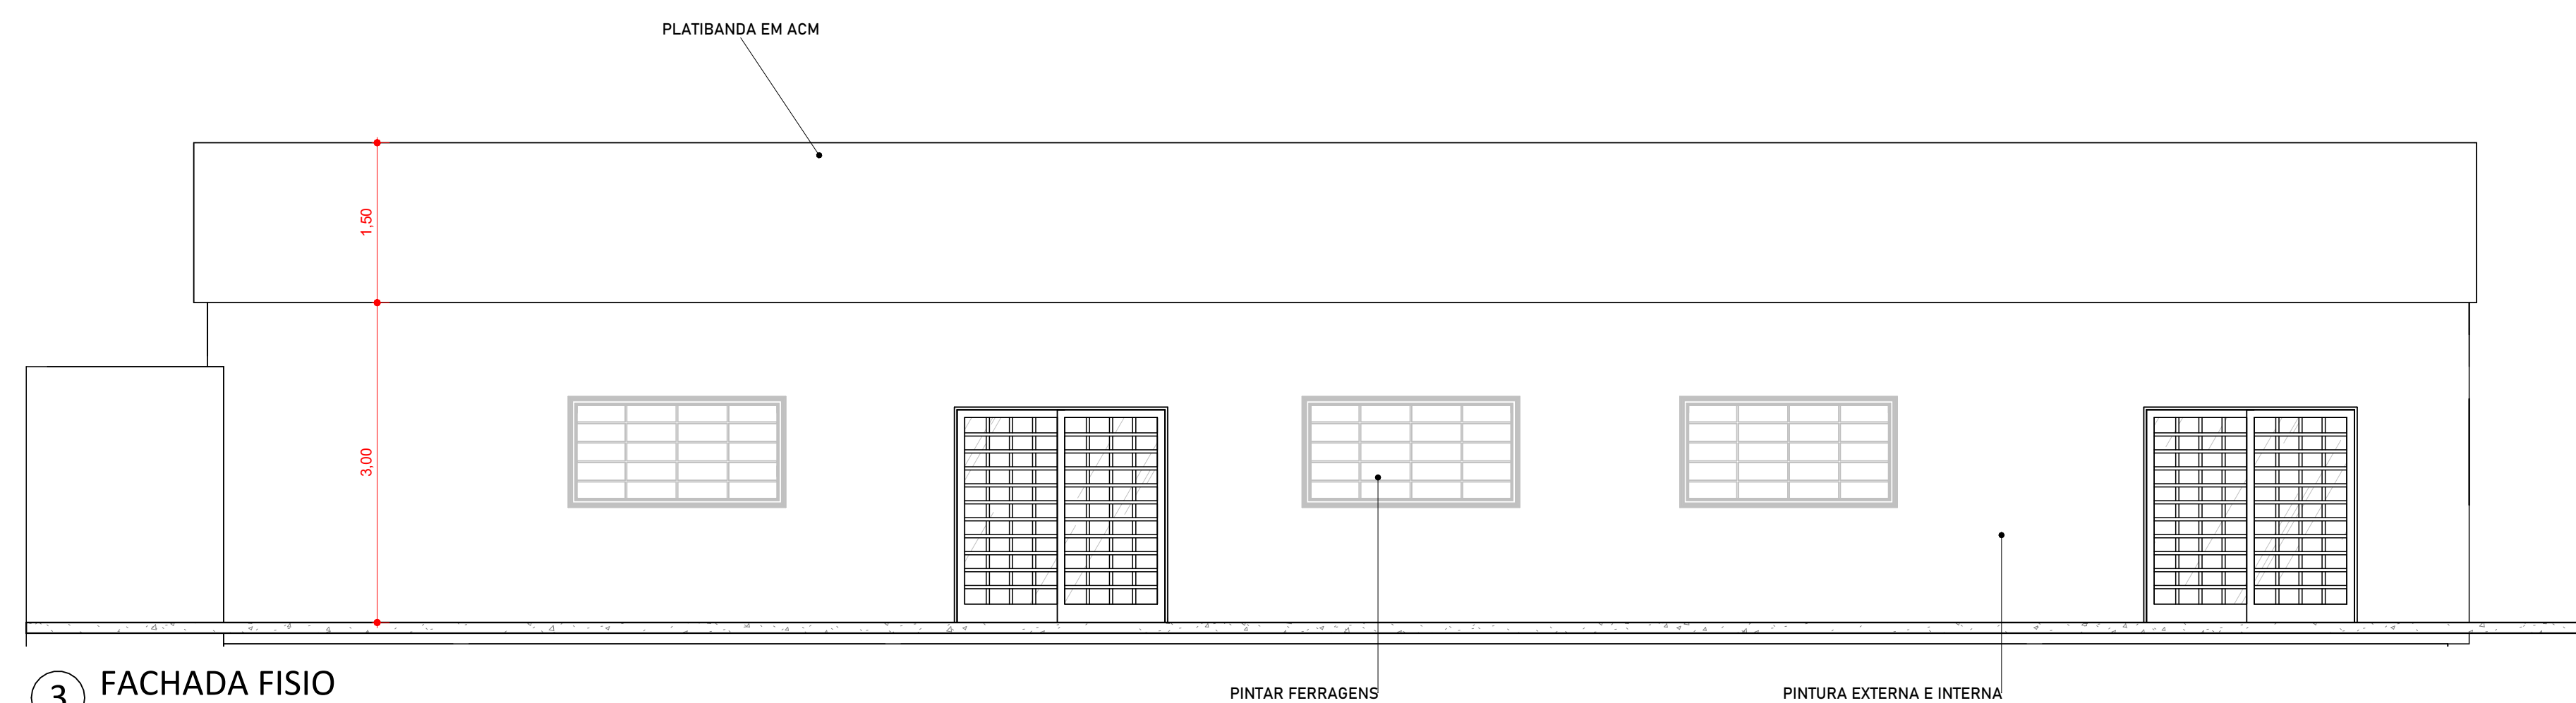 PLATIBANDA EM ACM
1,50
3,00
3 FACHADA FISIO
PINTAR FERRAGENS
PINTURA EXTERNA E INTERNA